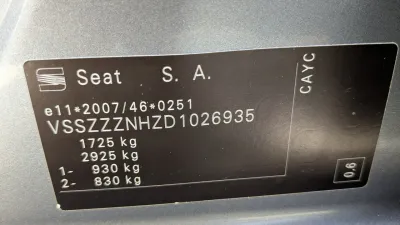 Seat S. A.
e11*2007/46*0251
VSSZZZNHZD1026935
1725 kg
2925 kg
1- 930 kg
2- 830 kg
CAYC
0.6